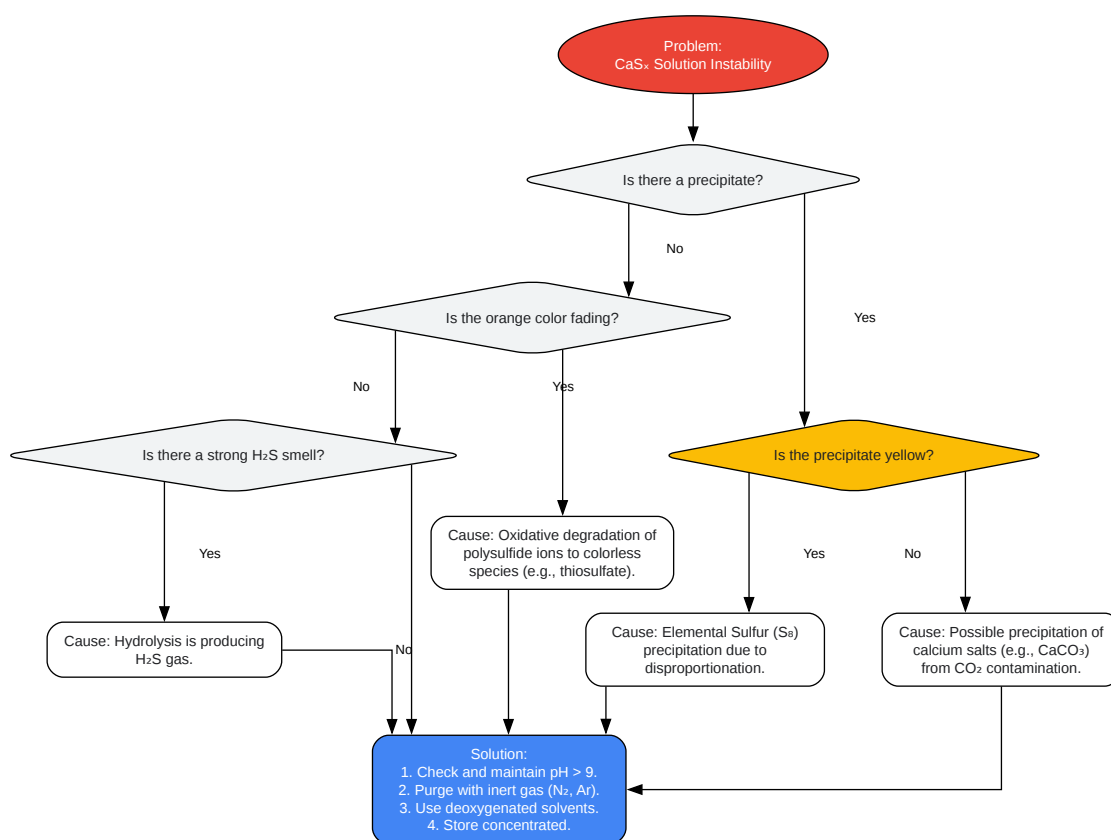 Problem:
CaSₓ Solution Instability
Is there a precipitate?
No
Is the orange color fading?
Yes
No
Yes
Is there a strong H₂S smell?
Is the precipitate yellow?
Cause: Oxidative degradation of
polysulfide ions to colorless
species (e.g., thiosulfate).
Yes
Yes
No
Cause: Hydrolysis is producing
H₂S gas.
No
Cause: Elemental Sulfur (S₈)
precipitation due to
disproportionation.
Cause: Possible precipitation of
calcium salts (e.g., CaCO₃)
from CO₂ contamination.
Solution:
1. Check and maintain pH > 9.
2. Purge with inert gas (N₂, Ar).
3. Use deoxygenated solvents.
4. Store concentrated.